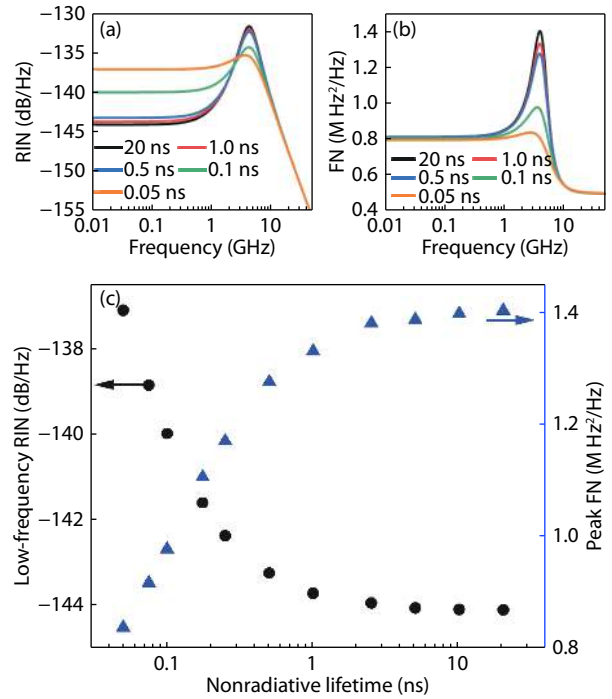 (a)
RIN (dB/Hz)
−130
−135
−140
−145
−150
−155
20 ns 1.0 ns
0.5 ns 0.1 ns
0.05 ns
0.01 0.1 1 10
Frequency (GHz)
(b)
FN (M Hz²/Hz)
1.4
1.2
1.0
0.8
0.6
0.4
20 ns 1.0 ns
0.5 ns 0.1 ns
0.05 ns
0.01 0.1 1 10
Frequency (GHz)
(c)
Low-frequency RIN (dB/Hz)
−138
−140
−142
−144
Peak FN (M Hz²/Hz)
1.4
1.2
1.0
0.8
0.1 1 10
Nonradiative lifetime (ns)